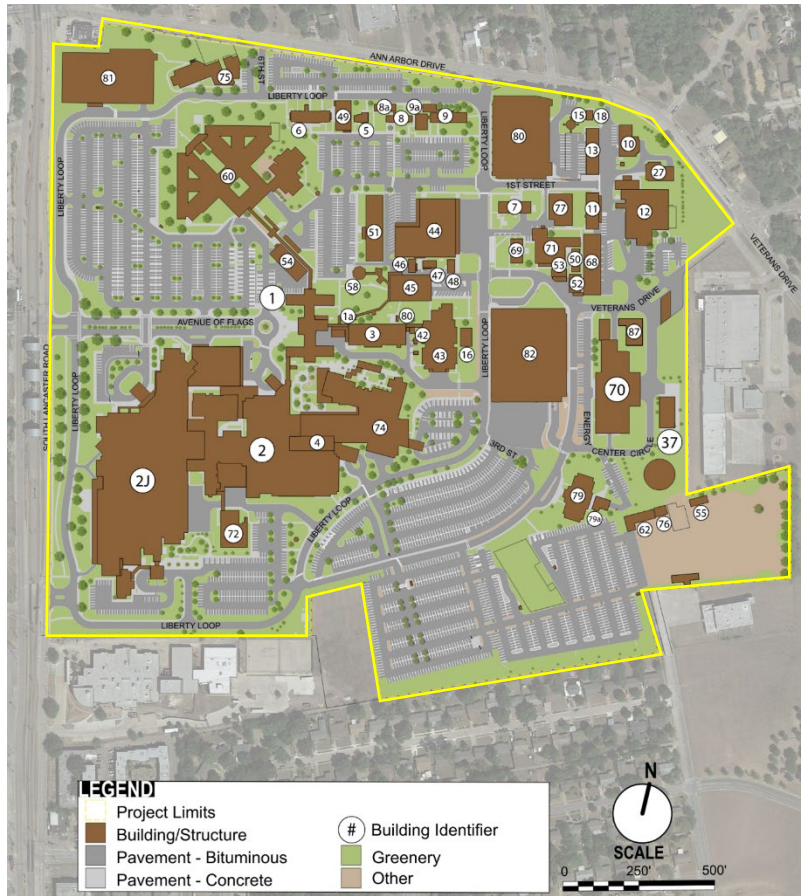 ANN ARBOR DRIVE
81
75
6TH ST
LIBERTY LOOP
8a
9a
6
49
5
8
9
LIBERTY LOOP
80
15
18
13
10
27
60
LIBERTY LOOP
1ST STREET
7
77
11
12
51
44
VETERANS DRIVE
69
71
50
53
68
52
54
46
47
48
58
45
1
1a
80
AVENUE OF FLAGS
3
42
43
16
LIBERTY LOOP
82
VETERANS DRIVE
87
70
SOUTH LANCASTER ROAD
LIBERTY LOOP
2J
2
4
74
ENERGY
CENTER CIRCLE
37
3RD ST
72
LIBERTY LOOP
79
79a
62
76
55
LIBERTY LOOP
LEGEND
Project Limits
Building/Structure
Pavement - Bituminous
Pavement - Concrete
# Building Identifier
Greenery
Other
N
SCALE
0 250' 500'